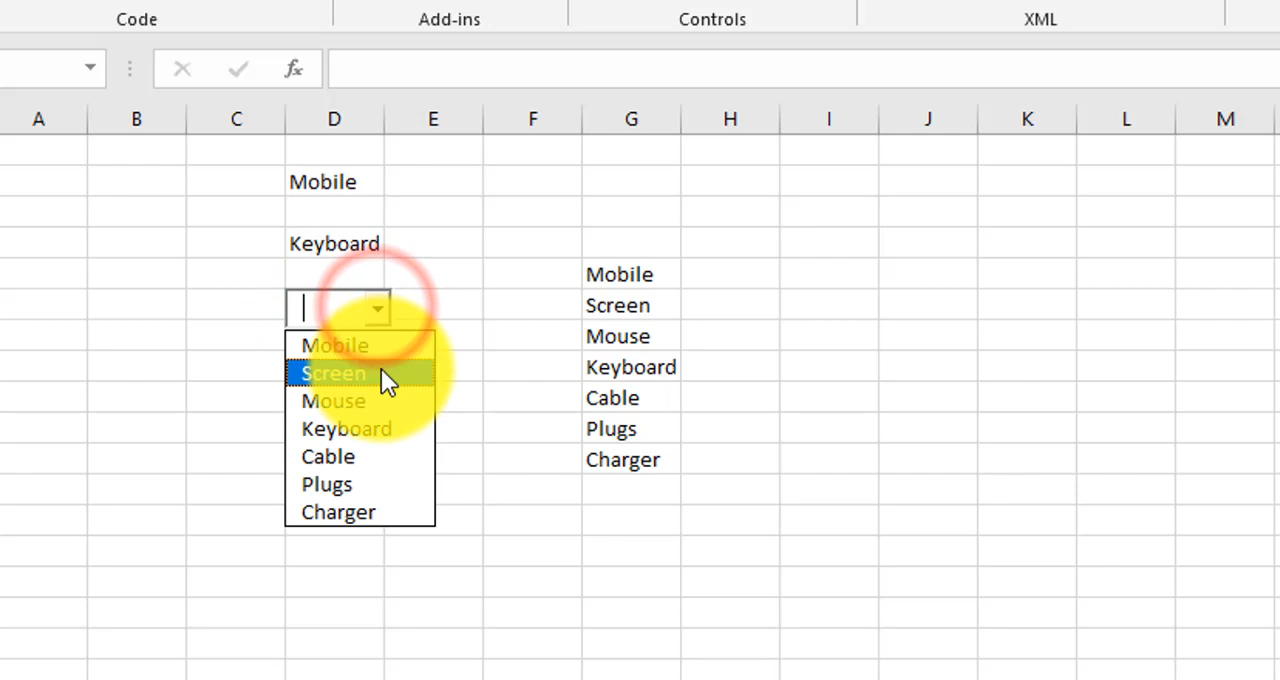 Code Add-ins Controls XML
fx
A B C D E F G H I J K L M
Mobile
Keyboard
Mobile
Screen
Mouse
Keyboard
Cable
Plugs
Charger
Mobile
Screen
Mouse
Keyboard
Cable
Plugs
Charger